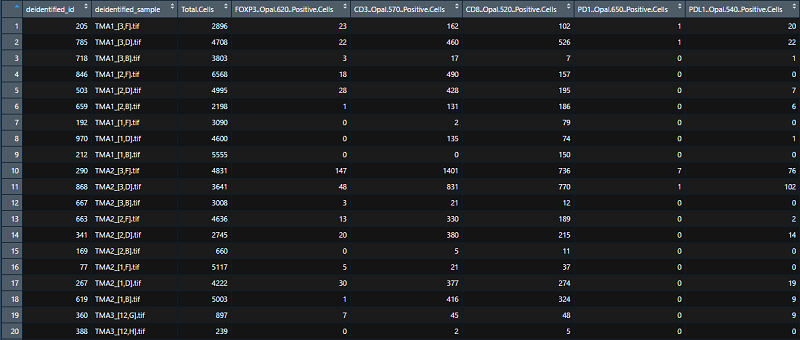 deidentified_id deidentified_sample Total.Cells FOXP3..Opal.620..Positive.Cells CD3..Opal.570..Positive.Cells CD8..Opal.520..Positive.Cells PD1..Opal.650..Positive.Cells PDL1..Opal.540..Positive.Cells
1 205 TMA1_[3,F].tif 2896 23 162 102 1 20
2 785 TMA1_[3,D].tif 4708 22 460 526 1 22
3 718 TMA1_[3,B].tif 3803 3 17 7 0 1
4 846 TMA1_[2,F].tif 6568 18 490 157 0 0
5 503 TMA1_[2,D].tif 4995 28 428 195 0 7
6 659 TMA1_[2,B].tif 2198 1 131 186 0 6
7 192 TMA1_[1,F].tif 3090 0 2 79 0 0
8 970 TMA1_[1,D].tif 4600 0 135 74 0 1
9 212 TMA1_[1,B].tif 5555 0 0 150 0 0
10 290 TMA2_[3,F].tif 4831 147 1401 736 7 76
11 868 TMA2_[3,D].tif 3641 48 831 770 1 102
12 667 TMA2_[3,B].tif 3008 3 21 12 0 0
13 663 TMA2_[2,F].tif 4636 13 330 189 0 2
14 341 TMA2_[2,D].tif 2745 20 380 215 0 14
15 169 TMA2_[2,B].tif 660 0 5 11 0 0
16 77 TMA2_[1,F].tif 5117 5 21 37 0 0
17 267 TMA2_[1,D].tif 4222 30 377 274 0 19
18 619 TMA2_[1,B].tif 5003 1 416 324 0 9
19 360 TMA3_[12,G].tif 897 7 45 48 0 9
20 388 TMA3_[12,H].tif 239 0 2 5 0 0